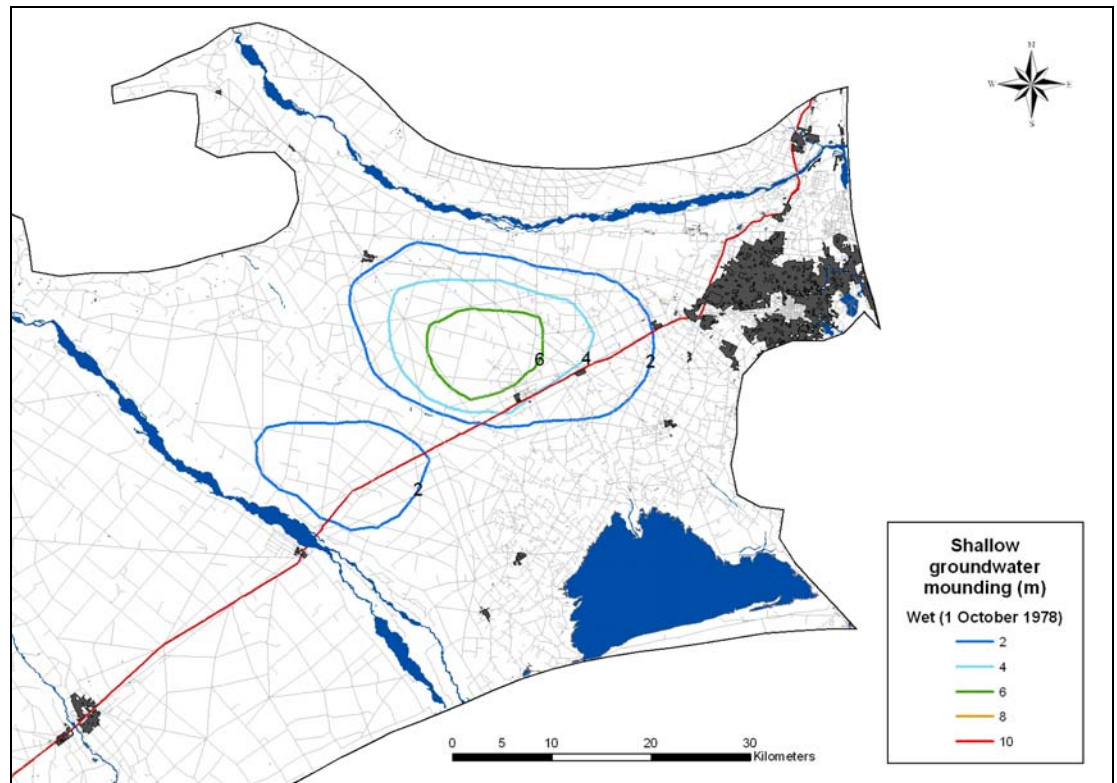 N
W E
S
6 4 2
2
Shallow
groundwater
mounding (m)
Wet (1 October 1978)
2
4
6
8
10
0 5 10 20 30
Kilometers